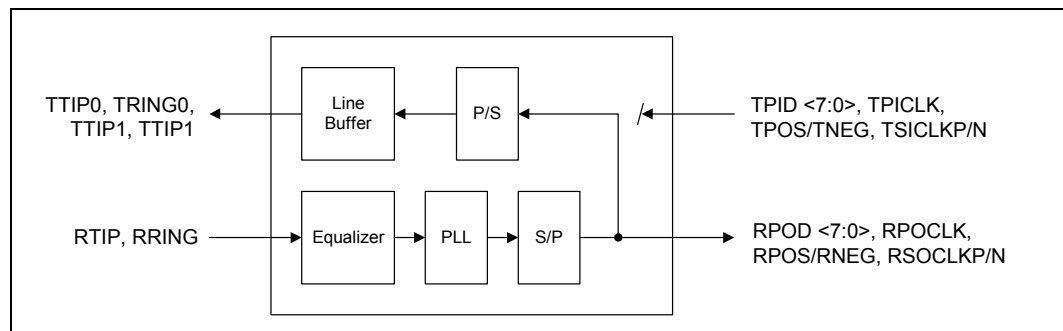 TTIP0, TRING0,
TTIP1, TTIP1
Line
Buffer
P/S
TPID <7:0>, TPICLK,
TPOS/TNEG, TSICLKP/N
RTIP, RRING
Equalizer
PLL
S/P
RPOD <7:0>, RPOCLK,
RPOS/RNEG, RSOCLKP/N